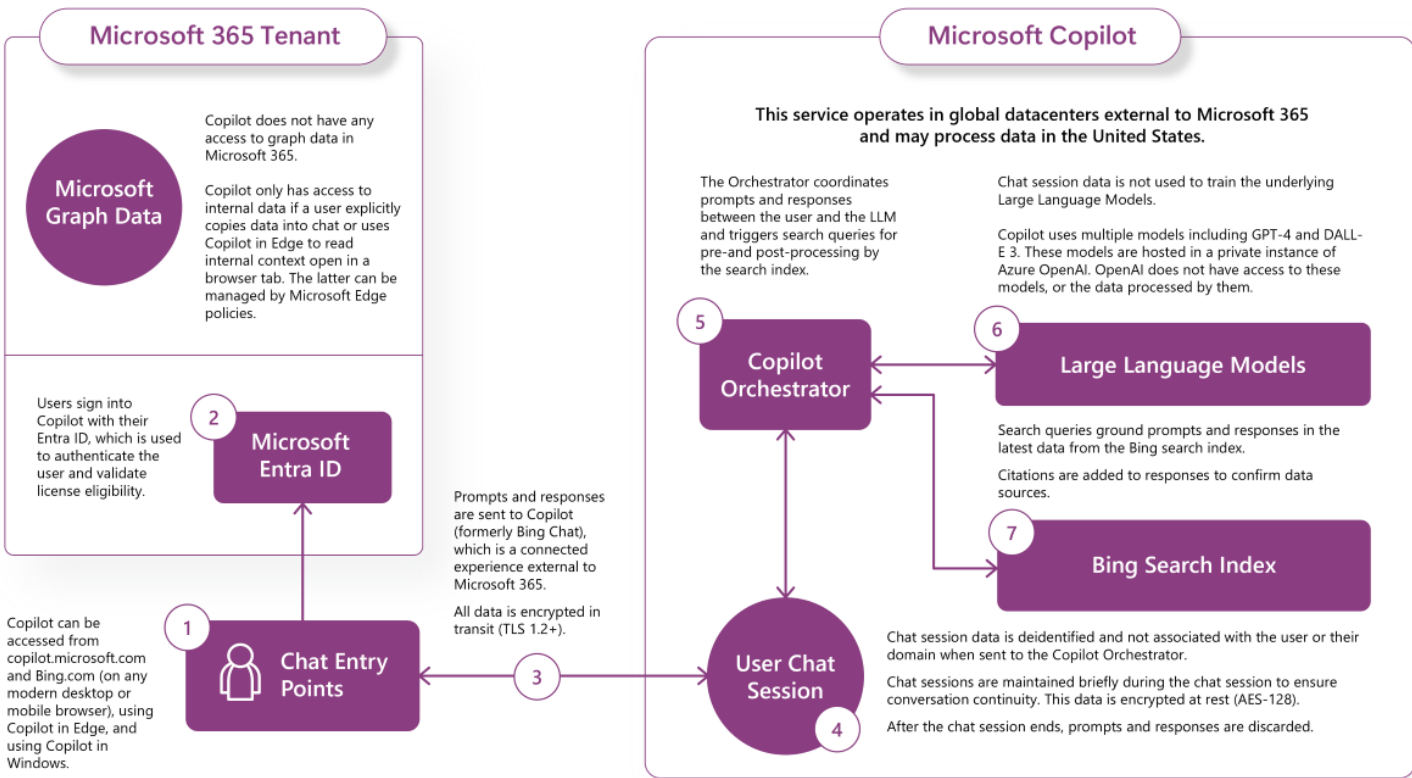 Microsoft 365 Tenant
Microsoft Graph Data
Copilot does not have any
access to graph data in
Microsoft 365.
Copilot only has access to
internal data if a user explicitly
copies data into chat or uses
Copilot in Edge to read
internal context open in a
browser tab. The latter can be
managed by Microsoft Edge
policies.
Users sign into
Copilot with their
Entra ID, which is used
to authenticate the
user and validate
license eligibility.
2
Microsoft
Entra ID
Copilot can be
accessed from
copilot.microsoft.com
and Bing.com (on any
modern desktop or
mobile browser), using
Copilot in Edge, and
using Copilot in
Windows.
1
Chat Entry
Points
Prompts and responses
are sent to Copilot
(formerly Bing Chat),
which is a connected
experience external to
Microsoft 365.
All data is encrypted in
transit (TLS 1.2+).
3
Microsoft Copilot
This service operates in global datacenters external to Microsoft 365
and may process data in the United States.
The Orchestrator coordinates
prompts and responses
between the user and the LLM
and triggers search queries for
pre-and post-processing by
the search index.
5
Copilot
Orchestrator
Chat session data is not used to train the underlying
Large Language Models.
Copilot uses multiple models including GPT-4 and DALL-
E 3. These models are hosted in a private instance of
Azure OpenAI. OpenAI does not have access to these
models, or the data processed by them.
6
Large Language Models
Search queries ground prompts and responses in the
latest data from the Bing search index.
Citations are added to responses to confirm data
sources.
7
Bing Search Index
User Chat
Session
4
Chat session data is deidentified and not associated with the user or their
domain when sent to the Copilot Orchestrator.
Chat sessions are maintained briefly during the chat session to ensure
conversation continuity. This data is encrypted at rest (AES-128).
After the chat session ends, prompts and responses are discarded.